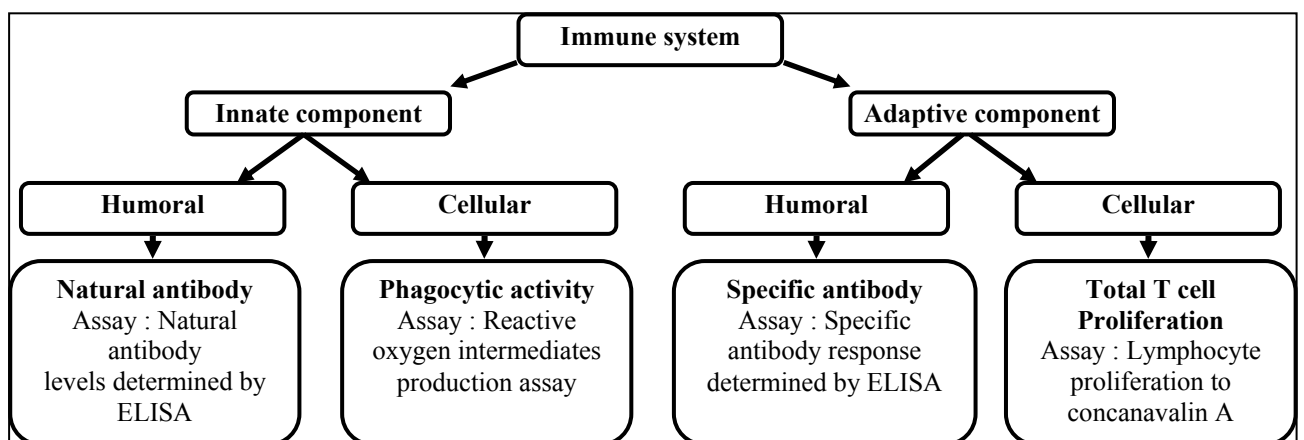 Immune system
Innate component
Adaptive component
Humoral
Cellular
Humoral
Cellular
Natural antibody
Assay : Natural
antibody
levels determined by
ELISA
Phagocytic activity
Assay : Reactive
oxygen intermediates
production assay
Specific antibody
Assay : Specific
antibody response
determined by ELISA
Total T cell
Proliferation
Assay : Lymphocyte
proliferation to
concanavalin A